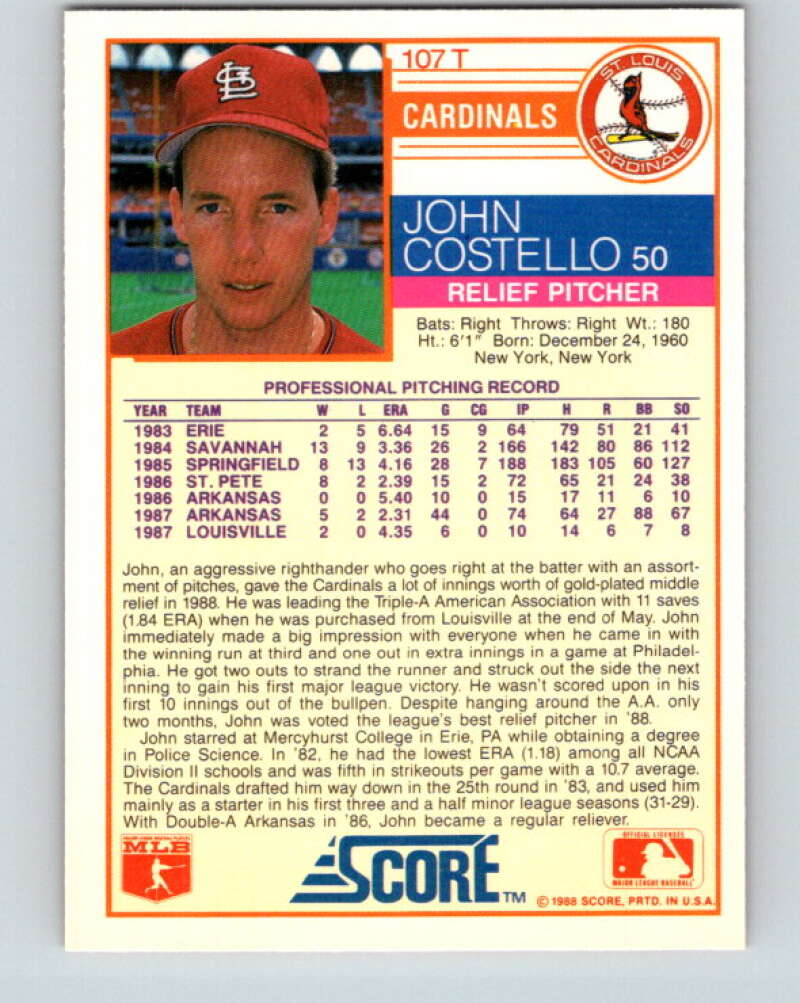 107 T
CARDINALS
ST. LOUIS
CARDINALS
STL
JOHN
COSTELLO 50
RELIEF PITCHER
Bats: Right Throws: Right Wt.: 180
Ht.: 6'1" Born: December 24, 1960
New York, New York
PROFESSIONAL PITCHING RECORD
YEAR TEAM W L ERA G CG IP H R BB SO
1983 ERIE 2 5 6.64 15 9 64 79 51 21 41
1984 SAVANNAH 13 9 3.36 26 2 166 142 80 86 112
1985 SPRINGFIELD 8 13 4.16 28 7 188 183 105 60 127
1986 ST. PETE 8 2 2.39 15 2 72 65 21 24 38
1986 ARKANSAS 0 0 5.40 10 0 15 17 11 6 10
1987 ARKANSAS 5 2 2.31 44 0 74 64 27 88 67
1987 LOUISVILLE 2 0 4.35 6 0 10 14 6 7 8
John, an aggressive righthander who goes right at the batter with an assort-
ment of pitches, gave the Cardinals a lot of innings worth of gold-plated middle
relief in 1988. He was leading the Triple-A American Association with 11 saves
(1.84 ERA) when he was purchased from Louisville at the end of May. John
immediately made a big impression with everyone when he came in with
the winning run at third and one out in extra innings in a game at Philadel-
phia. He got two outs to strand the runner and struck out the side the next
inning to gain his first major league victory. He wasn't scored upon in his
first 10 innings out of the bullpen. Despite hanging around the A.A. only
two months, John was voted the league's best relief pitcher in '88.
John starred at Mercyhurst College in Erie, PA while obtaining a degree
in Police Science. In '82, he had the lowest ERA (1.18) among all NCAA
Division II schools and was fifth in strikeouts per game with a 10.7 average.
The Cardinals drafted him way down in the 25th round in '83, and used him
mainly as a starter in his first three and a half minor league seasons (31-29).
With Double-A Arkansas in '86, John became a regular reliever.
MAJOR LEAGUE BASEBALL PLAYERS
MLB
SCORE™
OFFICIAL LICENSEE
MAJOR LEAGUE BASEBALL
© 1988 SCORE, PRTD. IN U.S.A.